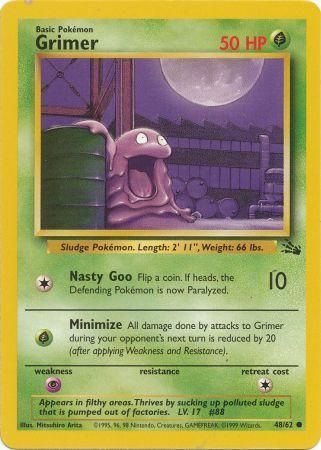 Basic Pokémon
Grimer 50 HP
Sludge Pokémon. Length: 2' 11", Weight: 66 lbs.
Nasty Goo Flip a coin. If heads, the
Defending Pokémon is now Paralyzed.
10
Minimize All damage done by attacks to Grimer
during your opponent's next turn is reduced by 20
(after applying Weakness and Resistance).
weakness resistance retreat cost
Appears in filthy areas. Thrives by sucking up polluted sludge
that is pumped out of factories. LV. 17 #88
Illus. Mitsuhiro Arita ©1995, 96, 98 Nintendo, Creatures, GAMEFREAK. ©1999 Wizards. 48/62